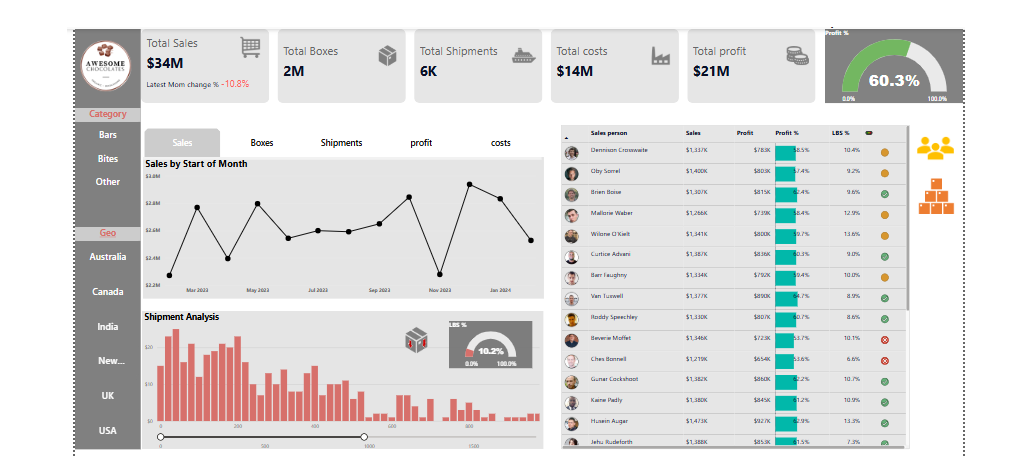 AWESOME
CHOCOLATES
Total Sales
$34M
Latest Mom change % -10.8%
Total Boxes
2M
Total Shipments
6K
Total costs
$14M
Total profit
$21M
Profit %
60.3%
0.0% 100.0%
Category
Bars
Bites
Other
Geo
Australia
Canada
India
New...
UK
USA
Sales Boxes Shipments profit costs
Sales by Start of Month
$3.0M
$2.8M
$2.6M
$2.4M
$2.2M
Mar 2023 May 2023 Jul 2023 Sep 2023 Nov 2023 Jan 2024
Shipment Analysis
LBS %
10.2%
0.0% 100.0%
$20
$10
$0
0 200 400 600 800
0 500 1000 1500
Sales person Sales Profit Profit % LBS %
Dennison Crosswaite $1,337K $783K 58.5% 10.4%
Oby Sorrel $1,400K $803K 57.4% 9.2%
Brien Boise $1,307K $815K 62.4% 9.6%
Mallorie Waber $1,266K $739K 58.4% 12.9%
Wilone O'Kielt $1,341K $800K 59.7% 13.6%
Curtice Advani $1,387K $836K 60.3% 9.0%
Barr Faughny $1,334K $792K 59.4% 10.0%
Van Tuxwell $1,377K $890K 64.7% 8.9%
Roddy Speechley $1,330K $807K 60.7% 8.6%
Beverie Moffet $1,346K $723K 53.7% 10.1%
Ches Bonnell $1,219K $654K 53.6% 6.6%
Gunar Cockshoot $1,382K $860K 62.2% 10.7%
Kaine Padly $1,380K $845K 61.2% 10.9%
Husein Augar $1,473K $927K 62.9% 13.3%
Jehu Rudeforth $1,388K $853K 61.5% 7.3%